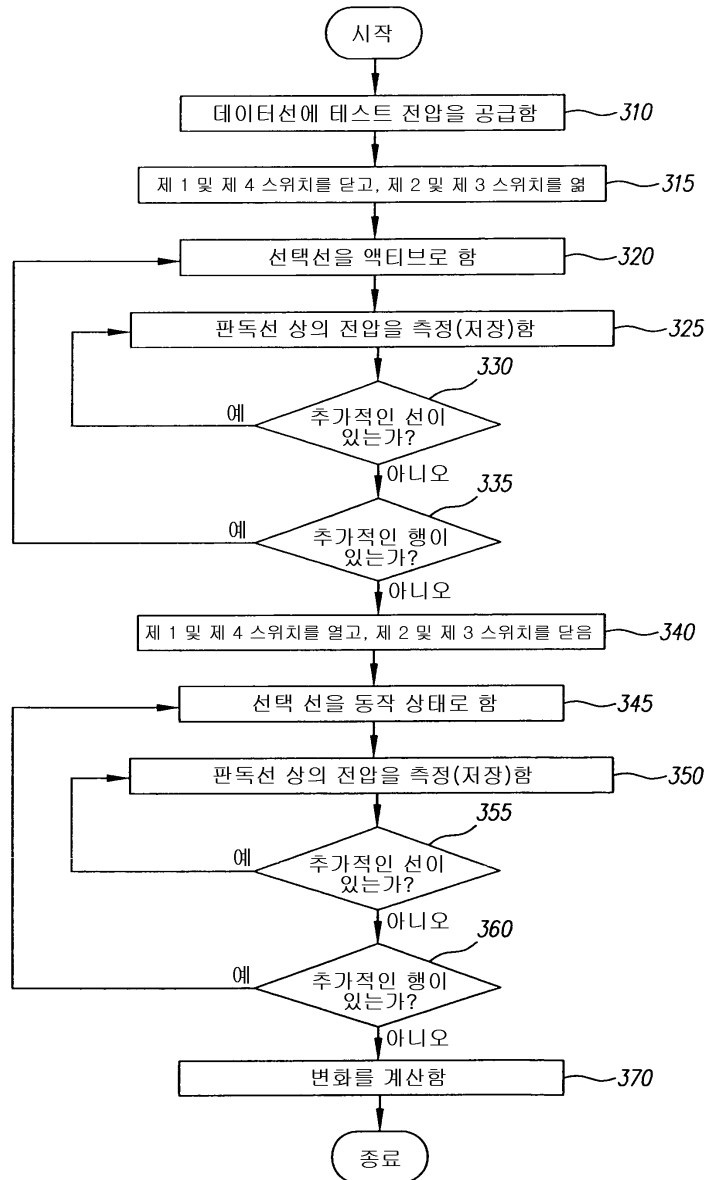 시작
데이터선에 테스트 전압을 공급함
310
제 1 및 제 4 스위치를 닫고, 제 2 및 제 3 스위치를 엶
315
선택선을 액티브로 함
320
판독선 상의 전압을 측정(저장)함
325
330
예
추가적인 선이
있는가?
아니오
335
예
추가적인 행이
있는가?
아니오
제 1 및 제 4 스위치를 열고, 제 2 및 제 3 스위치를 닫음
340
선택 선을 동작 상태로 함
345
판독선 상의 전압을 측정(저장)함
350
355
예
추가적인 선이
있는가?
아니오
360
예
추가적인 행이
있는가?
아니오
변화를 계산함
370
종료